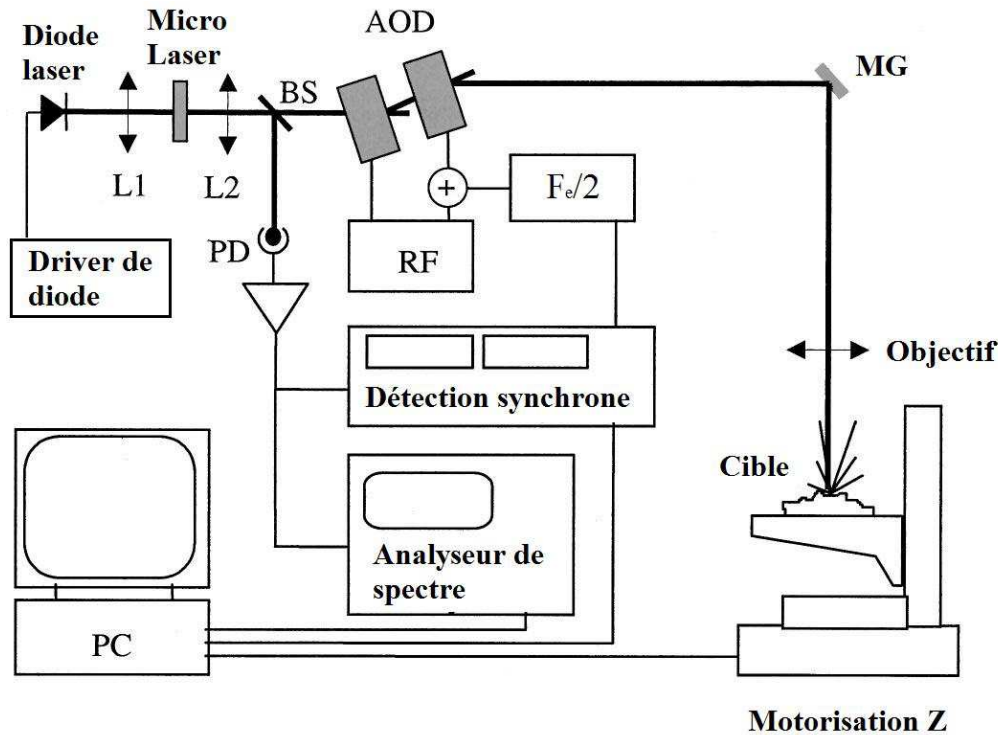 Diode
laser
Micro
Laser
AOD
MG
BS
L1
L2
PD
RF
+
Fe/2
Driver de
diode
Objectif
Détection synchrone
Cible
Analyseur de
spectre
PC
Motorisation Z